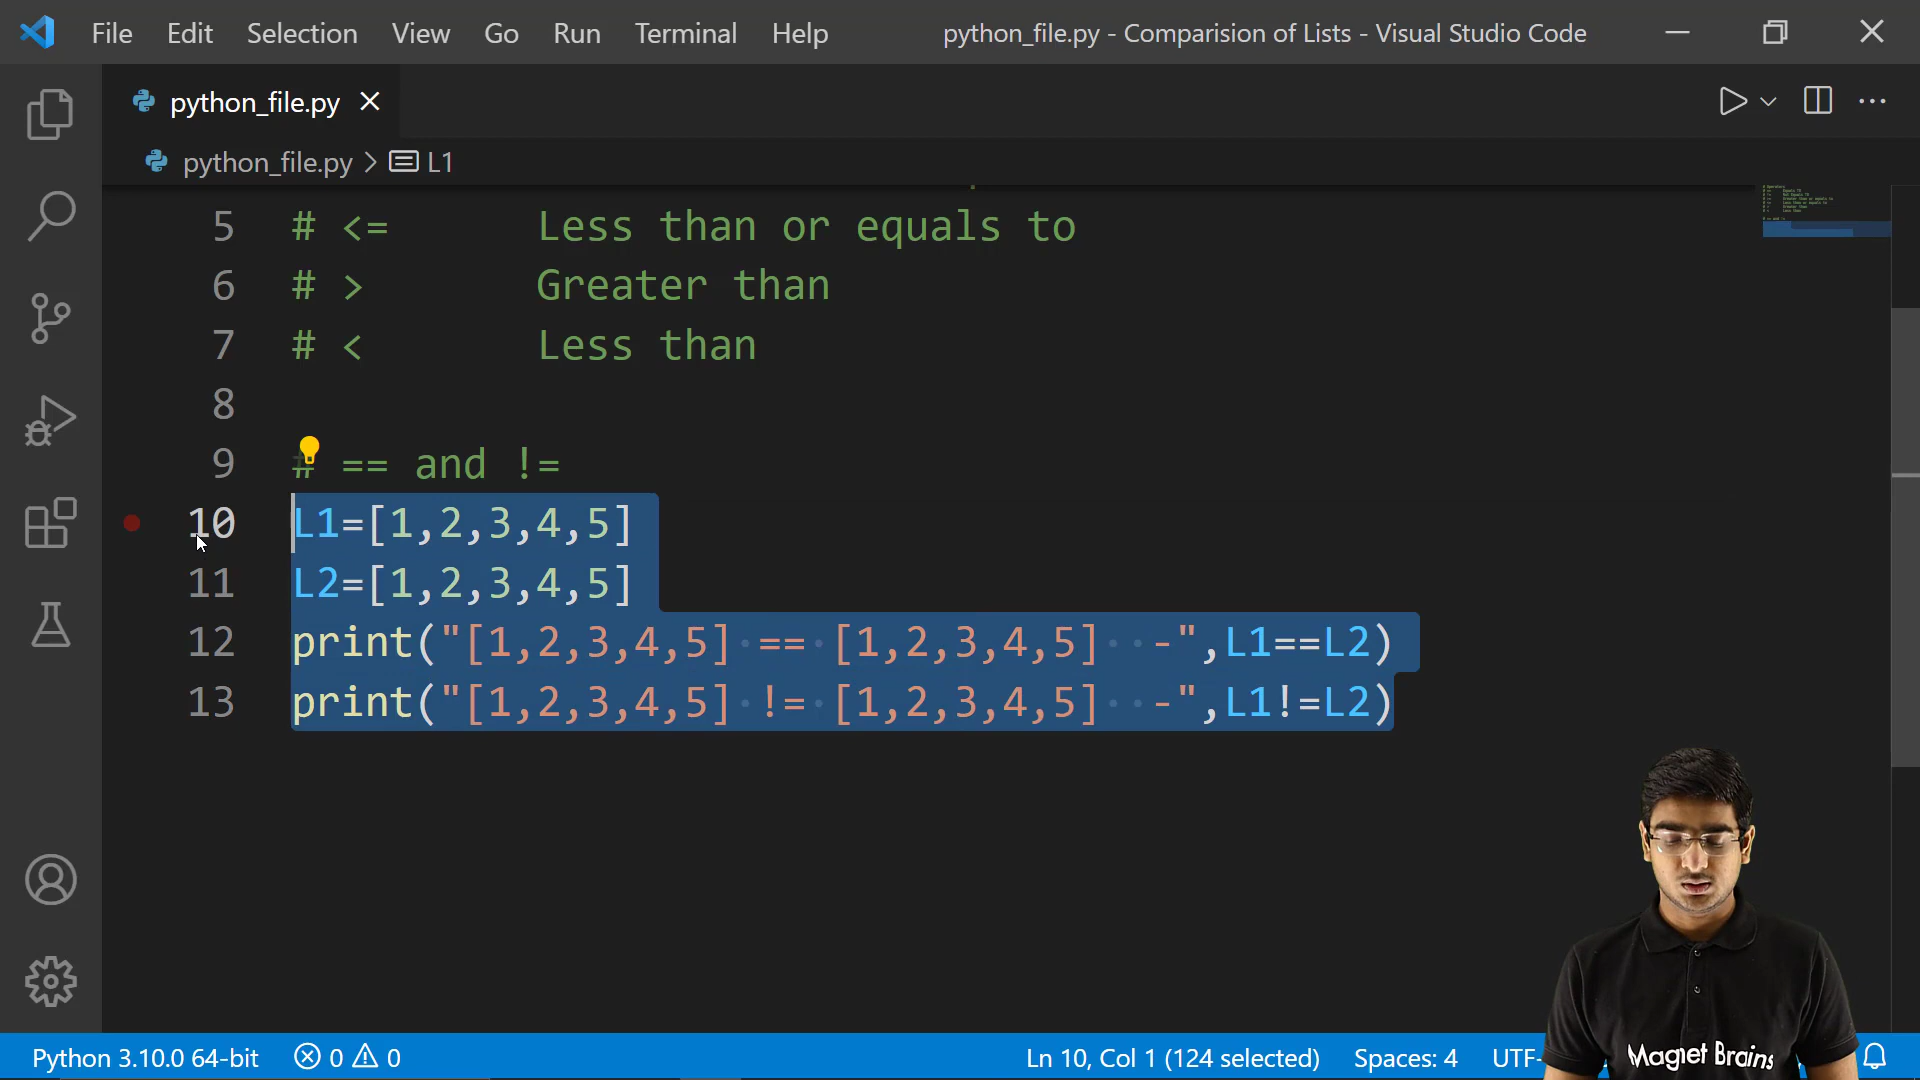 File Edit Selection View Go Run Terminal Help python_file.py - Comparision of Lists - Visual Studio Code
python_file.py
python_file.py > L1
5 # <= Less than or equals to
6 # > Greater than
7 # < Less than
8
9 # == and !=
10 L1=[1,2,3,4,5]
11 L2=[1,2,3,4,5]
12 print("[1,2,3,4,5] == [1,2,3,4,5]  -",L1==L2)
13 print("[1,2,3,4,5] != [1,2,3,4,5]  -",L1!=L2)
Python 3.10.0 64-bit 0 0 Ln 10, Col 1 (124 selected) Spaces: 4 UTF-
Magnet Brains